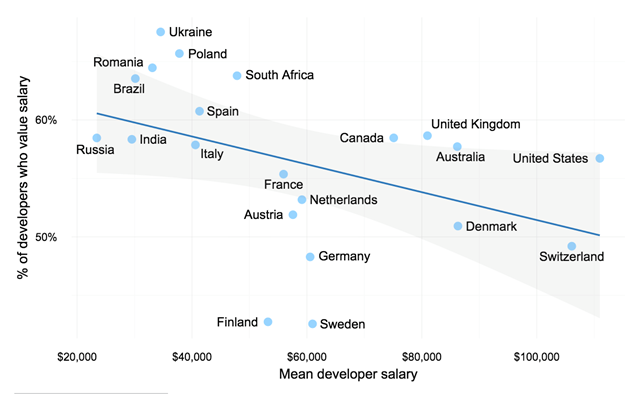 Ukraine
Poland
Romania
South Africa
Brazil
Spain
60%
Canada
United Kingdom
Russia
India
Italy
Australia
United States
France
Netherlands
Austria
Denmark
50%
Germany
Switzerland
Finland
Sweden
% of developers who value salary
$20,000
$40,000
$60,000
$80,000
$100,000
Mean developer salary